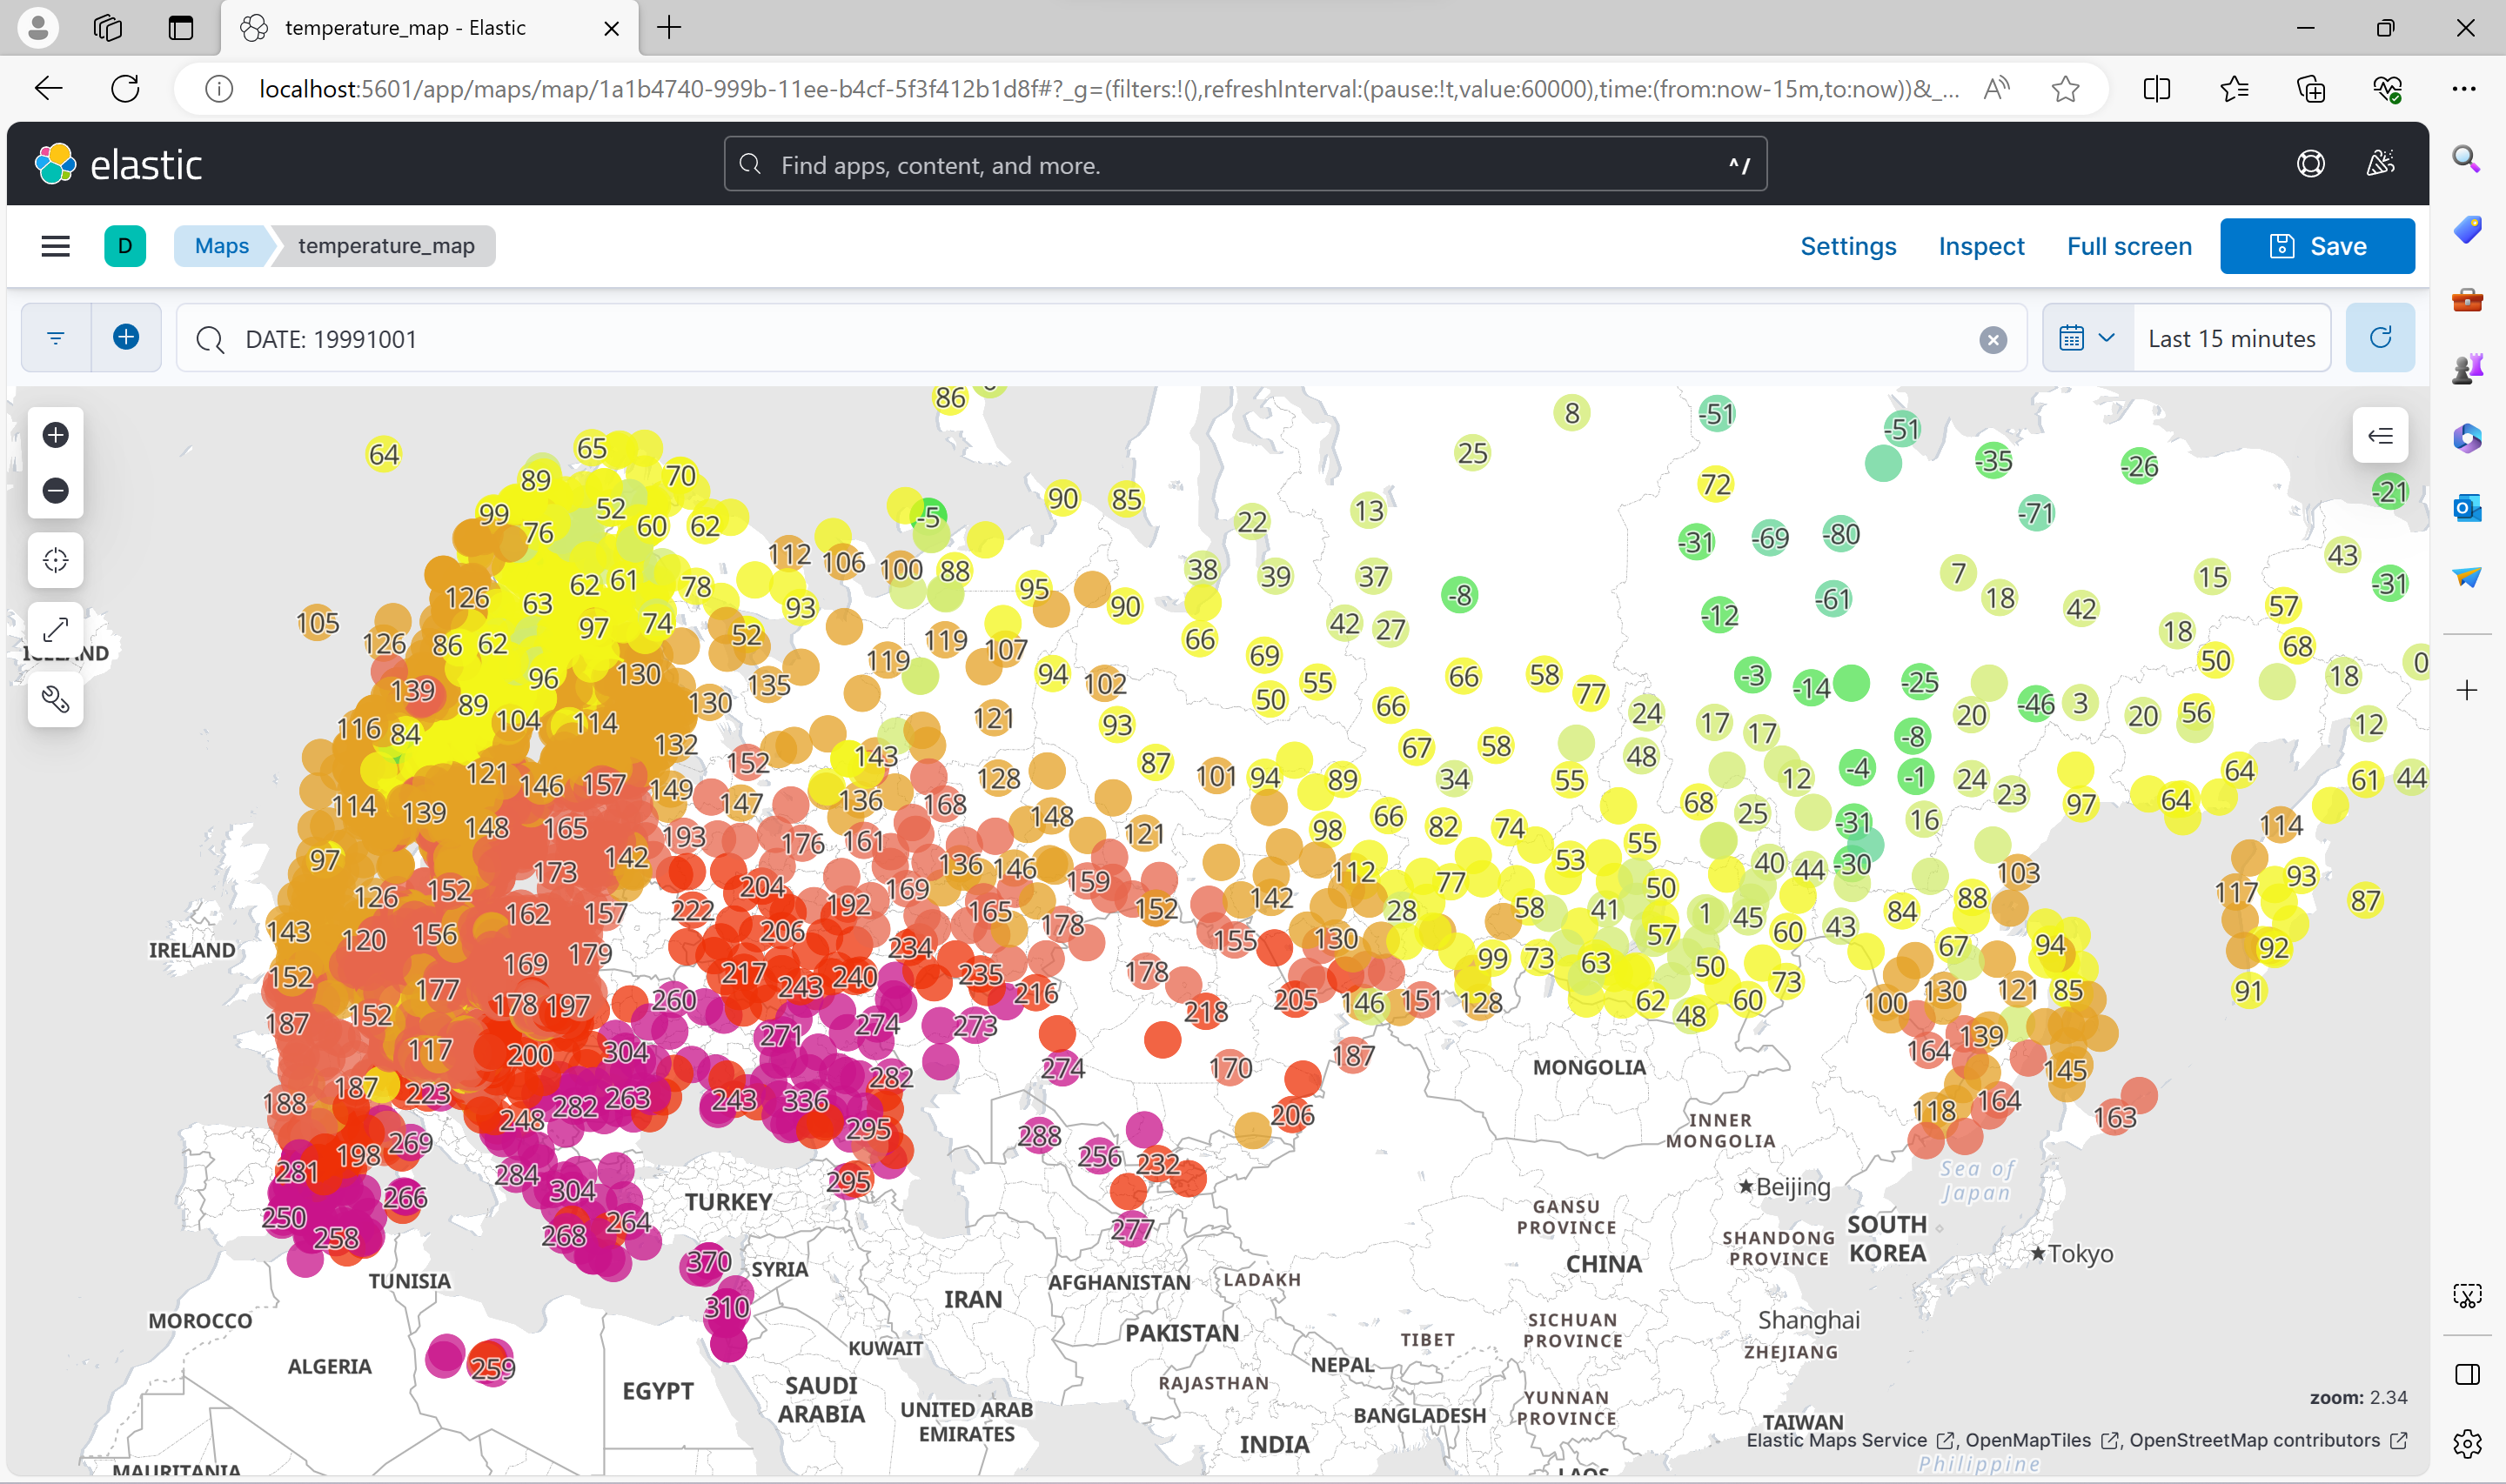 temperature_map - Elastic
localhost:5601/app/maps/map/1a1b4740-999b-11ee-b4cf-5f3f412b1d8f#?_g=(filters:!(),refreshInterval:(pause:!t,value:60000),time:(from:now-15m,to:now))&_...
elastic
Find apps, content, and more.
^/
D
Maps
temperature_map
Settings
Inspect
Full screen
Save
DATE: 19991001
Last 15 minutes
86
64 65 70 89 8 -51 -51 25 -35 -26
99 52 76 60 62 -5 90 85 22 13 72 -71 -21
112 106 100 88 -31 -69 -80 43
126 62 61 63 78 93 95 90 38 39 37 -8 7 18 15 -31
105 126 86 62 97 74 52 119 107 66 42 27 -12 -61 42 18 57
ICELAND
139 96 130 135 119 94 102 69 55 66 58 77 -3 -14 -25 50 68 18 0
116 84 89 104 114 130 121 93 50 66 24 17 17 20 -46 3 20 56 12
132 152 143 128 87 101 94 89 67 58 48 -8 64
121 146 157 149 147 136 168 34 55 12 -4 -1 24 23 61 44
114 139 148 165 193 176 161 148 121 98 66 82 74 68 25 -31 16 97 64 114
97 173 142 136 146 112 53 55 40 44 -30 103 93
126 152 162 157 204 222 192 169 165 159 152 142 28 77 58 41 50 1 45 84 88 117 87
143 120 156 179 206 234 178 155 130 57 60 43 67 94 92
IRELAND
152 177 169 217 243 240 235 178 99 73 63 50 73 130 121 85 91
187 152 178 197 260 216 218 205 146 151 128 62 48 60 100
117 200 304 271 274 273 187 139 164
188 187 223 282 263 243 336 282 274 170 145
MONGOLIA
248 295 288 206 118 164 163
INNER
MONGOLIA
281 198 269 284 304 295 256 232
TURKEY
Beijing
Sea of
Japan
250 258 266 268 264 277
GANSU
PROVINCE
SHANDONG
PROVINCE
SOUTH
KOREA
Tokyo
370
SYRIA
TUNISIA
AFGHANISTAN
LADAKH
CHINA
310
IRAN
MOROCCO
PAKISTAN
TIBET
SICHUAN
PROVINCE
Shanghai
KUWAIT
ZHEJIANG
ALGERIA
259
NEPAL
EGYPT
SAUDI
ARABIA
RAJASTHAN
zoom: 2.34
UNITED ARAB
EMIRATES
BANGLADESH
YUNNAN
PROVINCE
TAIWAN
INDIA
Elastic Maps Service , OpenMapTiles , OpenStreetMap contributors
MAURITANIA
LAOS
Philippine